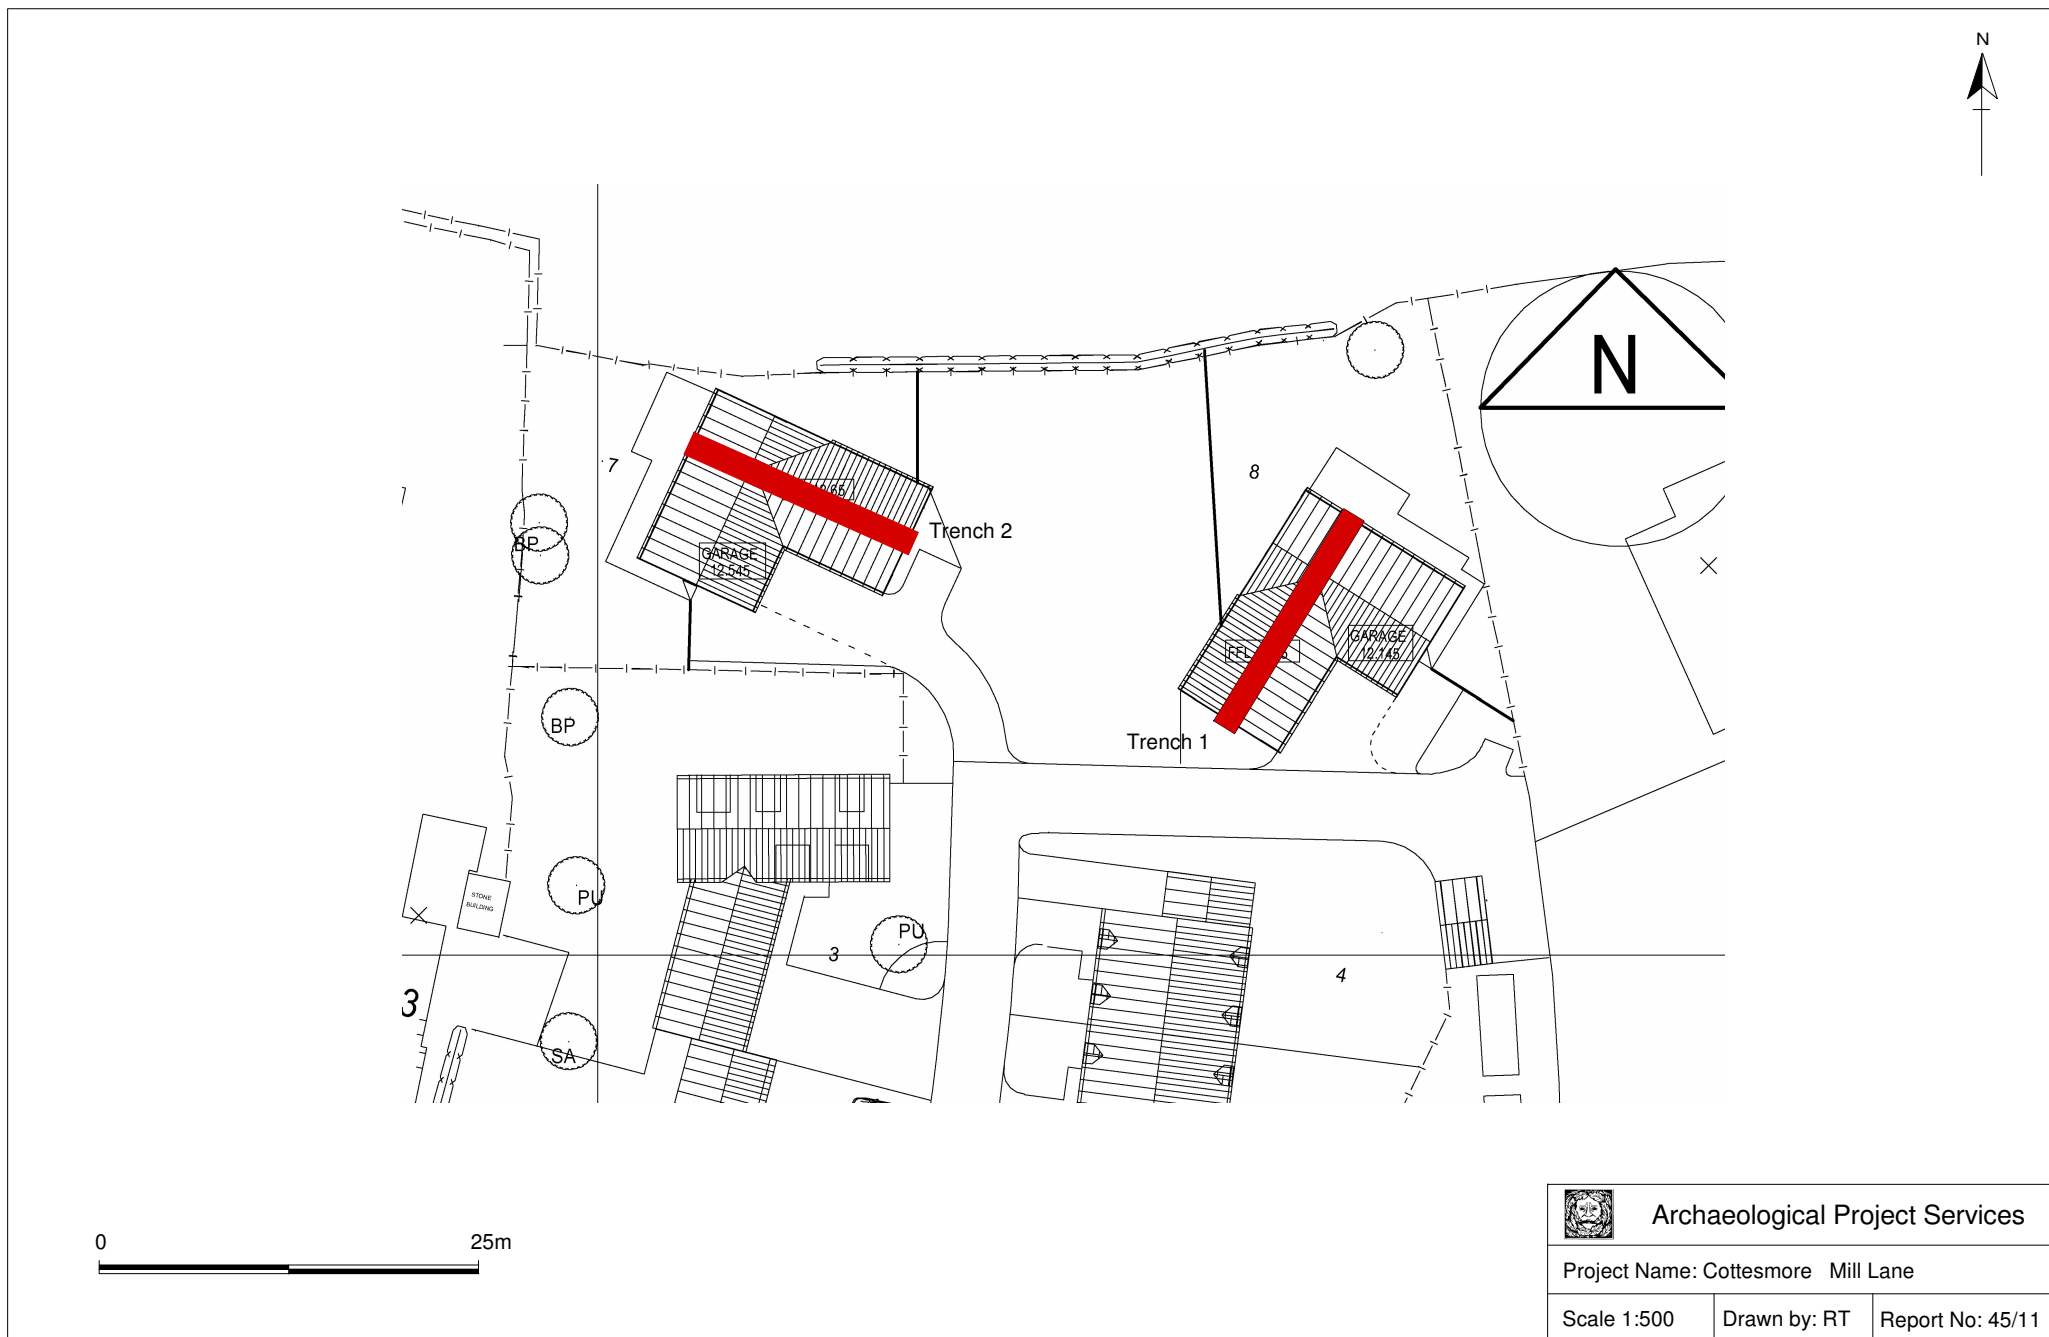 N
N
7
8
Trench 2
BP
GARAGE
12.545
GARAGE
12.145
FFL
BP
Trench 1
STONE
BUILDING
PU
PU
3
4
3
SA
0
25m
Archaeological Project Services
Project Name: Cottesmore Mill Lane
Scale 1:500
Drawn by: RT
Report No: 45/11